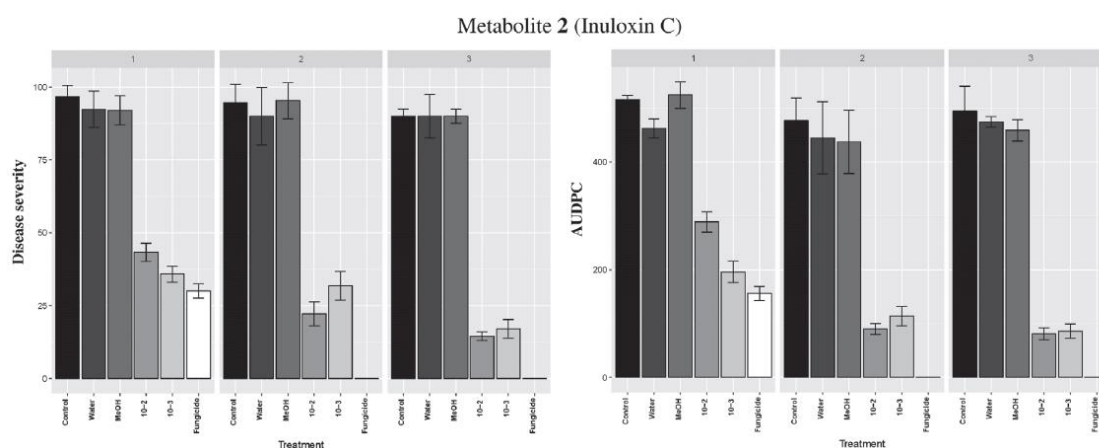 Metabolite 2 (Inuloxin C)
1 2 3
Disease severity
100
75
50
25
0
Control Water MeOH 10-2 10-3 Fungicide
Control Water MeOH 10-2 10-3 Fungicide
Control Water MeOH 10-2 10-3 Fungicide
Treatment
1 2 3
AUDPC
400
200
0
Control Water MeOH 10-2 10-3 Fungicide
Control Water MeOH 10-2 10-3 Fungicide
Control Water MeOH 10-2 10-3 Fungicide
Treatment